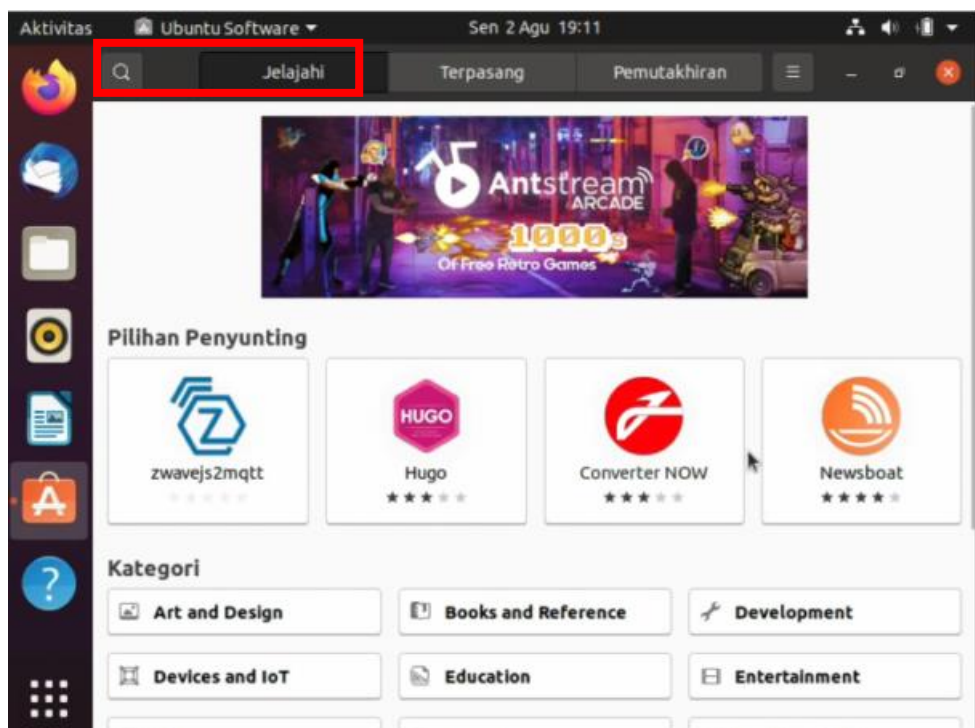 Aktivitas Ubuntu Software Sen 2 Agu 19:11
Jelajahi Terpasang Pemutakhiran
Antstream
ARCADE
1000s
Of Free Retro Games
Pilihan Penyunting
HUGO
zwavejs2mqtt Hugo Converter NOW Newsboat
Kategori
Art and Design Books and Reference Development
Devices and IoT Education Entertainment